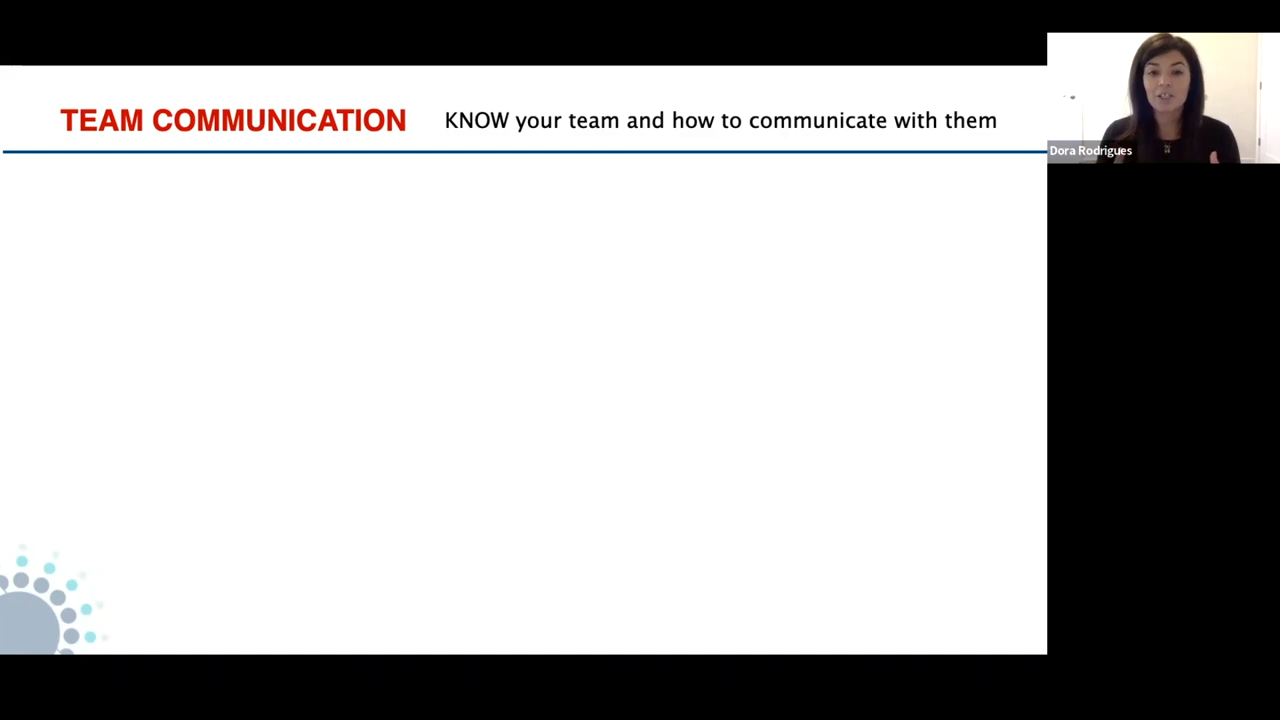 TEAM COMMUNICATION KNOW your team and how to communicate with them
Dora Rodrigues